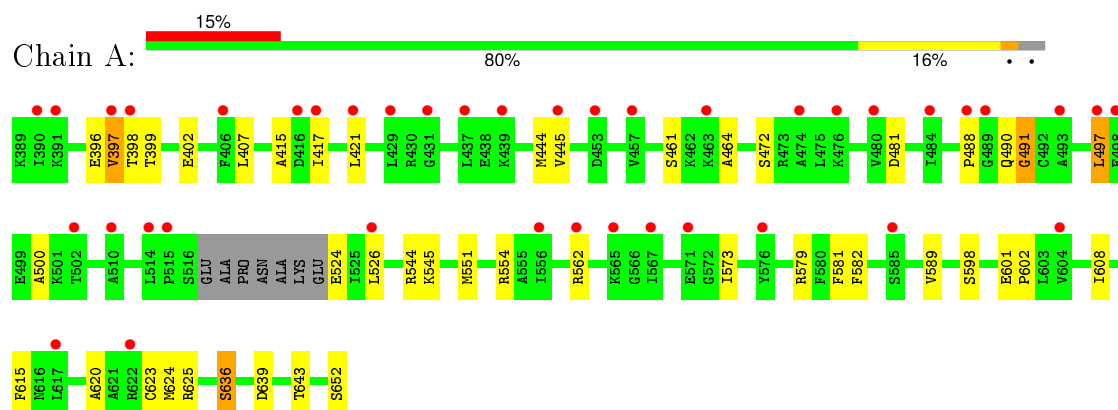 15%
Chain A:
80% 16% • •
K389 I390 K391 E396 V397 T398 T399 E402 F406 L407 A415 D416 I417 L421 L429 R430 G431 L437 E438 K439 M444 V445 D453 V457 S461 K462 K463 A464 S472 R473 A474 L475 K476 V480 D481 I484 P488 G489 Q490 G491 C492 A493 L497
E499 A500 K501 T502 A510 L514 P515 S516 GLU ALA PRO ASN ALA LYS GLU E524 I525 L526 R544 K545 M551 R554 A555 I556 R562 K565 G566 I567 E571 G572 I573 Y576 R579 F580 F581 F582 S585 V589 S598 E601 P602 L603 V604 I608
F615 N616 L617 A620 A621 R622 C623 M624 R625 S636 D639 T643 S652